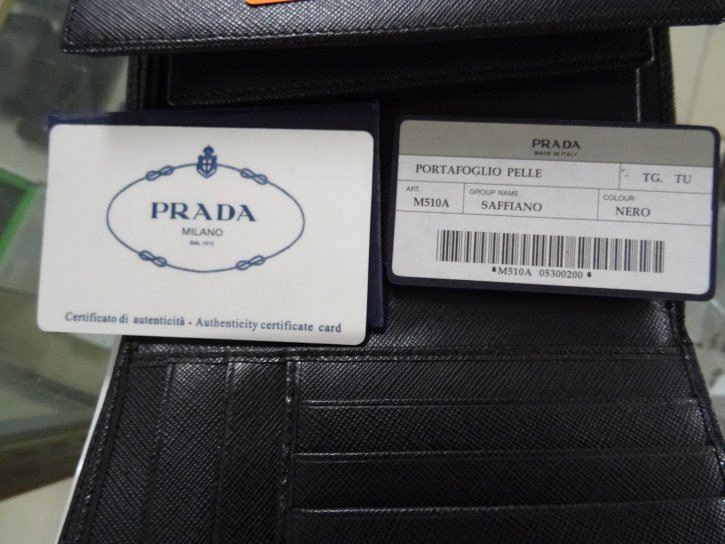 PRADA
MILANO
DAL 1913
Certificato di autenticità - Authenticity certificate card
PRADA
MADE IN ITALY
PORTAFOGLIO PELLE
TG. TU
ART.
M510A
GROUP NAME
SAFFIANO
COLOUR
NERO
*M510A 05300200*